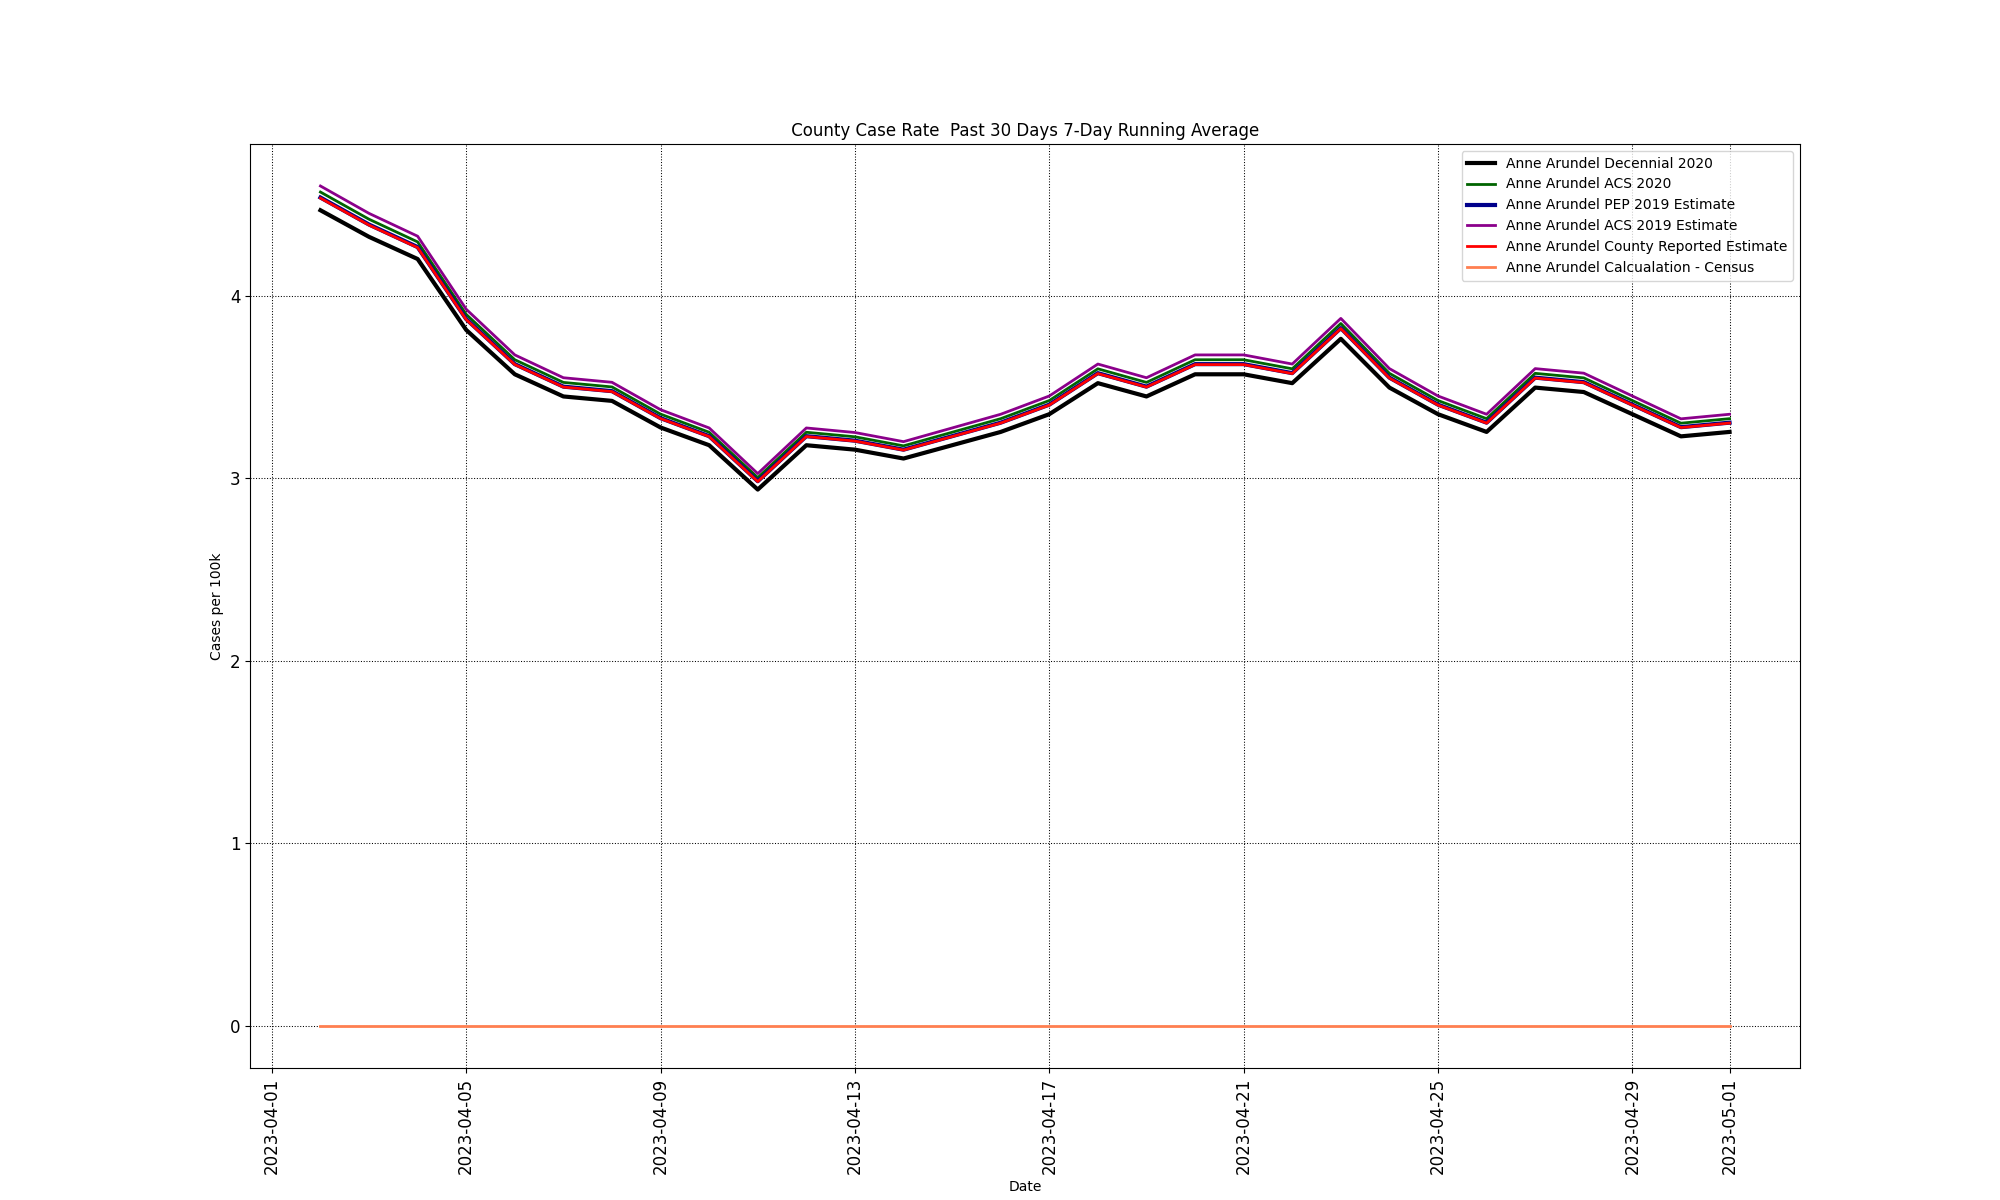 County Case Rate  Past 30 Days 7-Day Running Average
Anne Arundel Decennial 2020
Anne Arundel ACS 2020
Anne Arundel PEP 2019 Estimate
Anne Arundel ACS 2019 Estimate
Anne Arundel County Reported Estimate
Anne Arundel Calcualation - Census
4
3
2
1
0
Cases per 100k
2023-04-01
2023-04-05
2023-04-09
2023-04-13
2023-04-17
2023-04-21
2023-04-25
2023-04-29
2023-05-01
Date